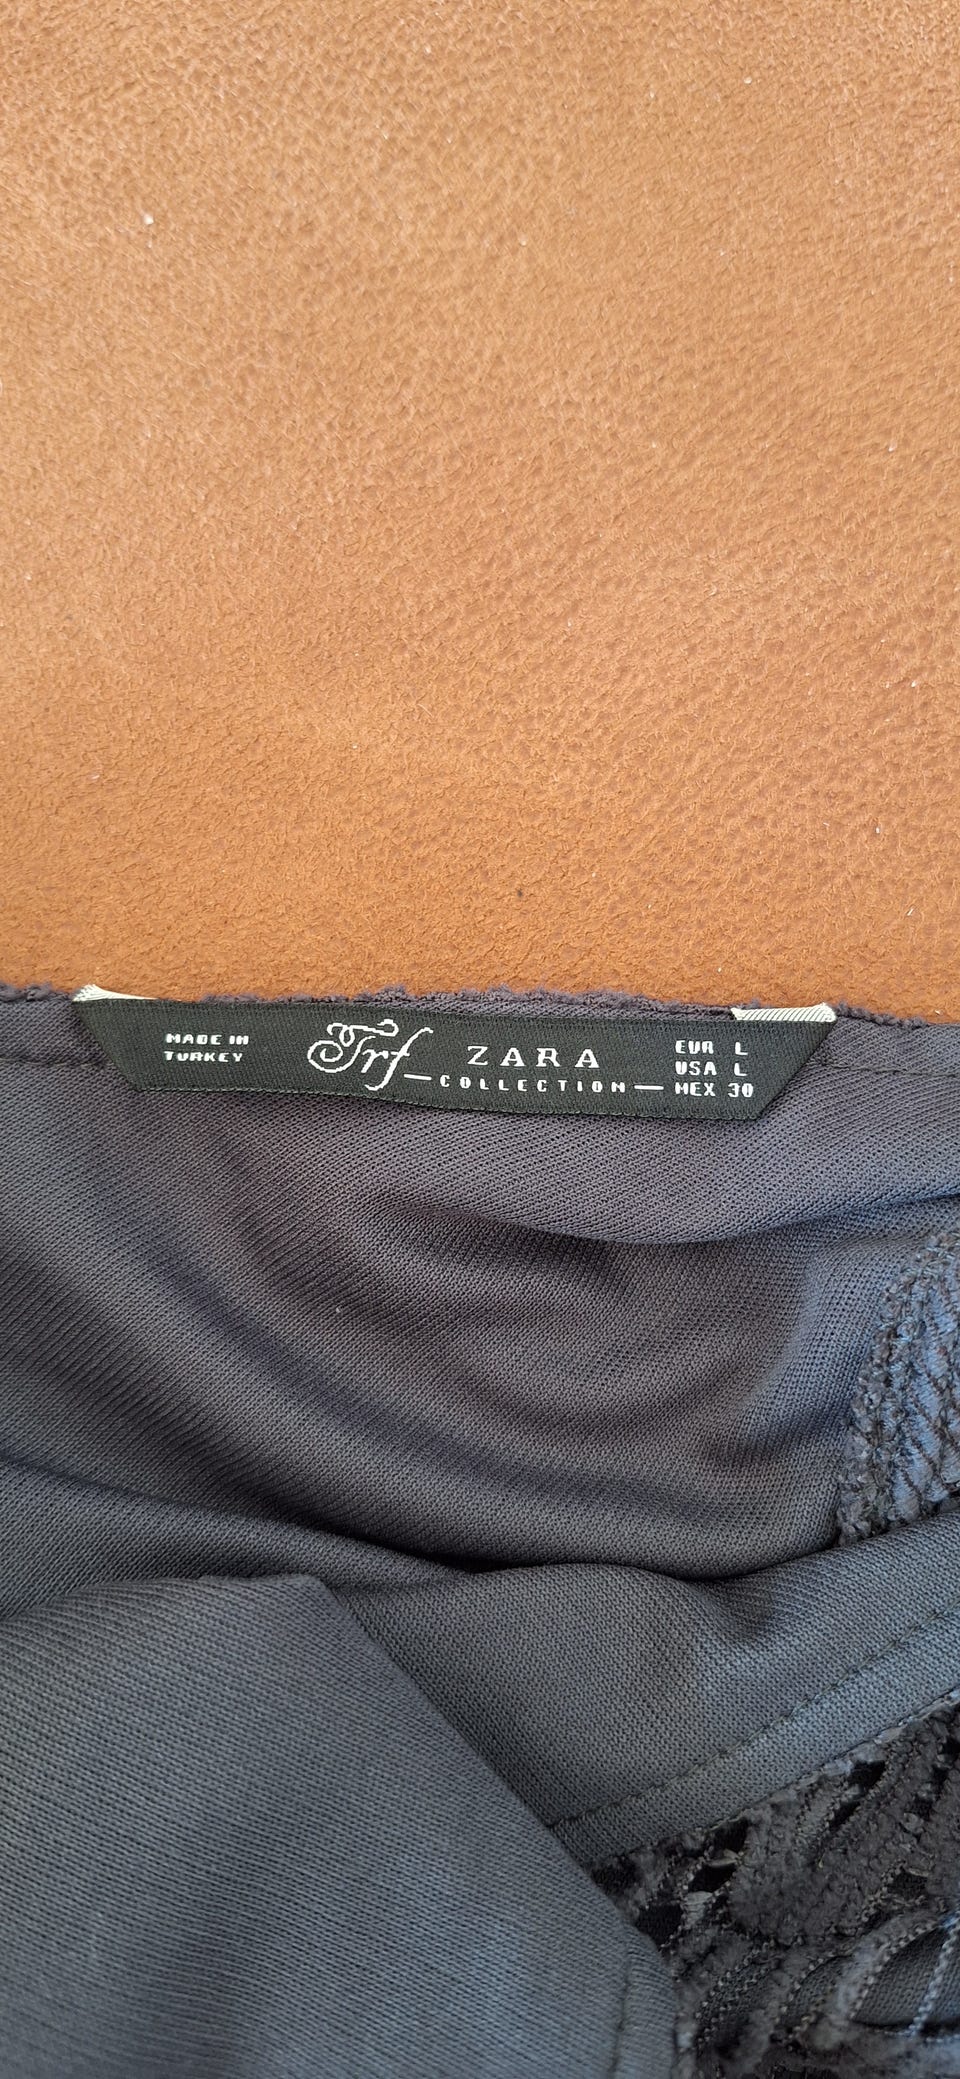 MADE IN
TURKEY
Trf ZARA
COLLECTION
EUR L
USA L
MEX 30